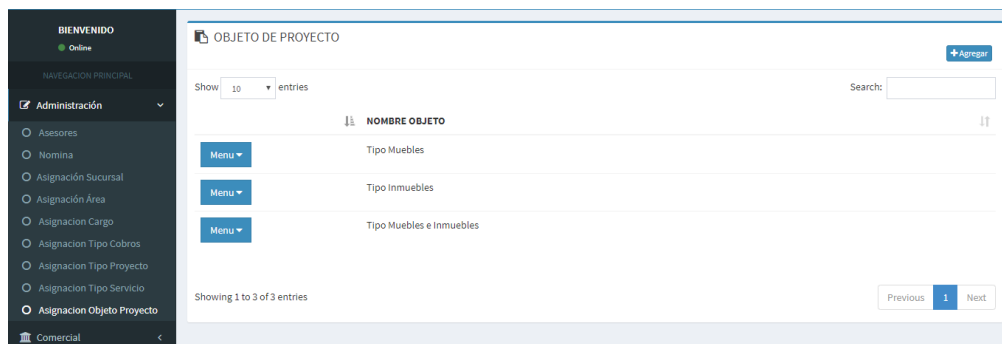 BIENVENIDO
Online
NAVEGACION PRINCIPAL
Administración
Asesores
Nomina
Asignación Sucursal
Asignación Área
Asignacion Cargo
Asignacion Tipo Cobros
Asignacion Tipo Proyecto
Asignacion Tipo Servicio
Asignacion Objeto Proyecto
Comercial
OBJETO DE PROYECTO
+Agregar
Show 10 entries
Search:
NOMBRE OBJETO
Menu Tipo Muebles
Menu Tipo Inmuebles
Menu Tipo Muebles e Inmuebles
Showing 1 to 3 of 3 entries
Previous 1 Next